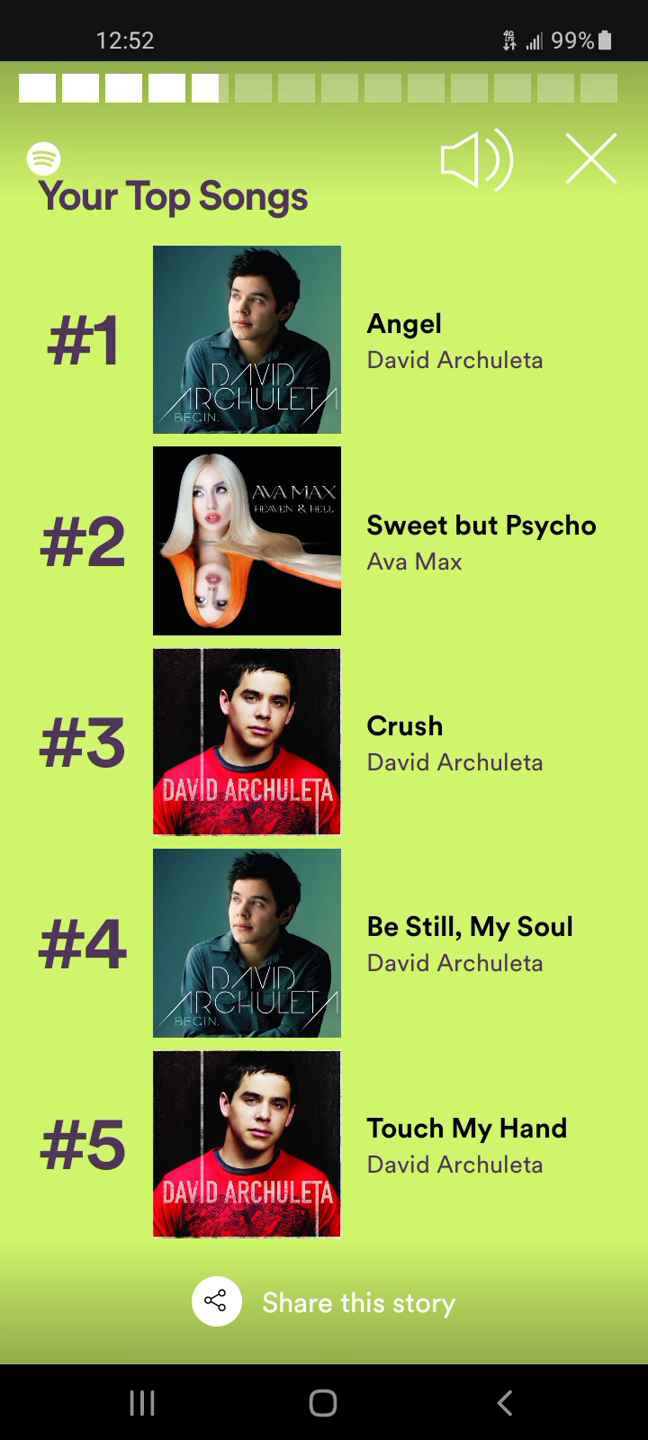 12:52
4G
LTE
99%
Your Top Songs
#1
DAVID
ARCHULETA
BEGIN.
Angel
David Archuleta
#2
AVA MAX
HEAVEN & HELL
Sweet but Psycho
Ava Max
#3
DAVID ARCHULETA
Crush
David Archuleta
#4
DAVID
ARCHULETA
BEGIN.
Be Still, My Soul
David Archuleta
#5
DAVID ARCHULETA
Touch My Hand
David Archuleta
Share this story